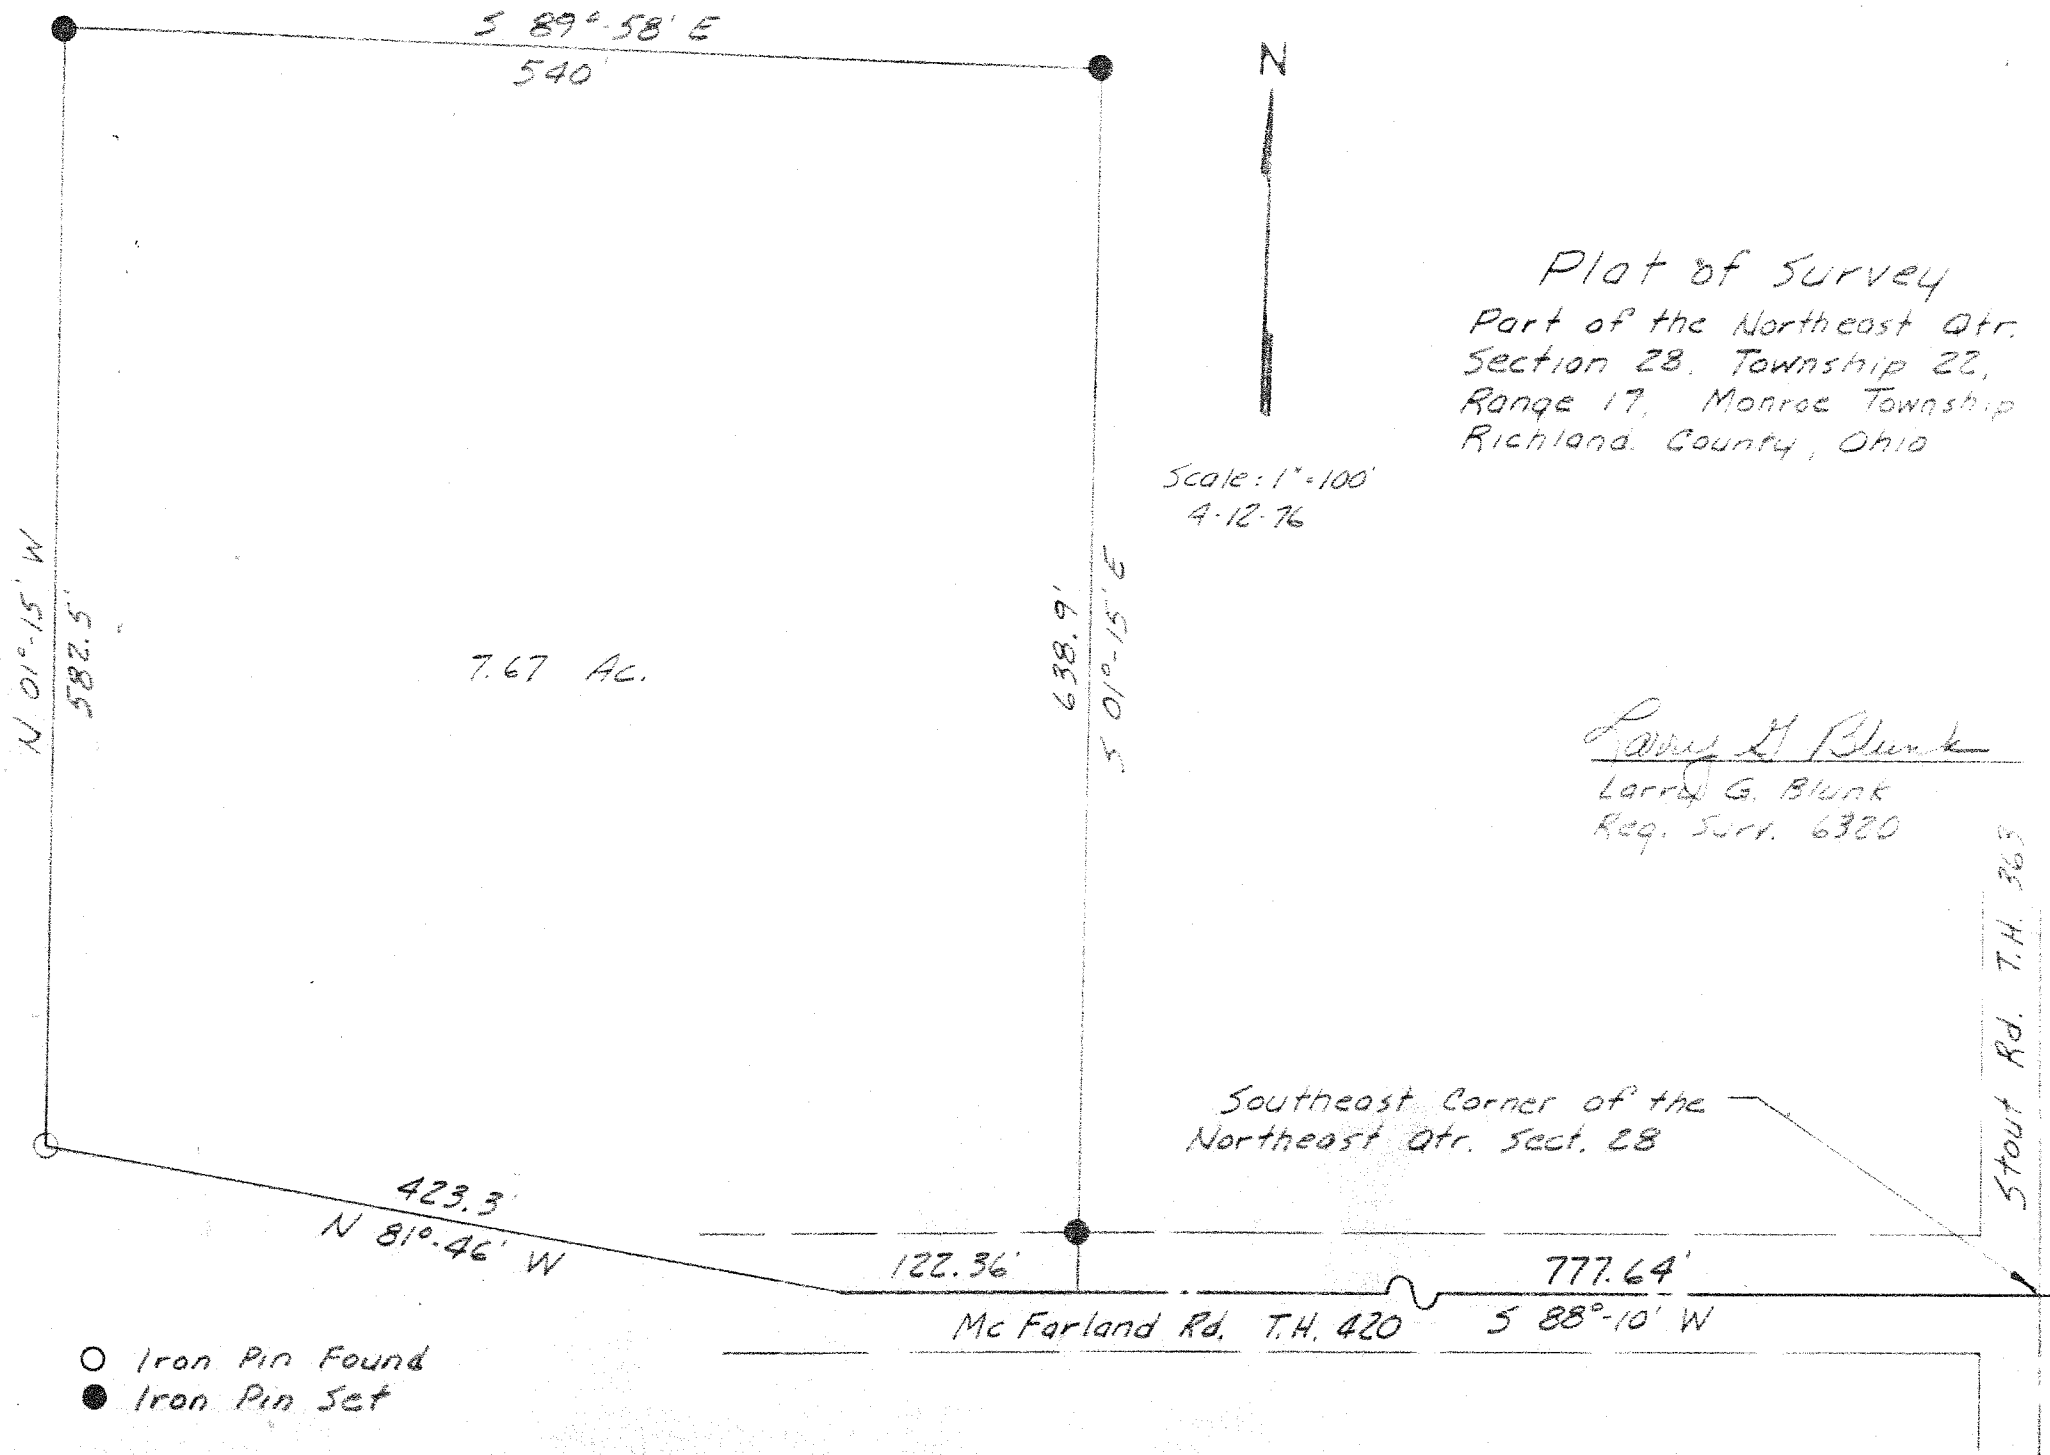 S 89°-58' E
540'
N
Plat of Survey
Part of the Northeast Qtr.
Section 28, Township 22,
Range 17, Monroe Township
Richland County, Ohio
Scale: 1"=100'
4-12-76
N 01°-15' W
582.5'
7.67 Ac.
638.9'
S 01°-15' E
Larry G Blunk
Larry G. Blunk
Reg. Surv. 6320
Stout Rd. T.H. 363
Southeast Corner of the
Northeast Qtr. Sect. 28
423.3'
N 81°-46' W
122.36'
777.64'
Mc Farland Rd. T.H. 420
S 88°-10' W
Iron Pin Found
Iron Pin Set